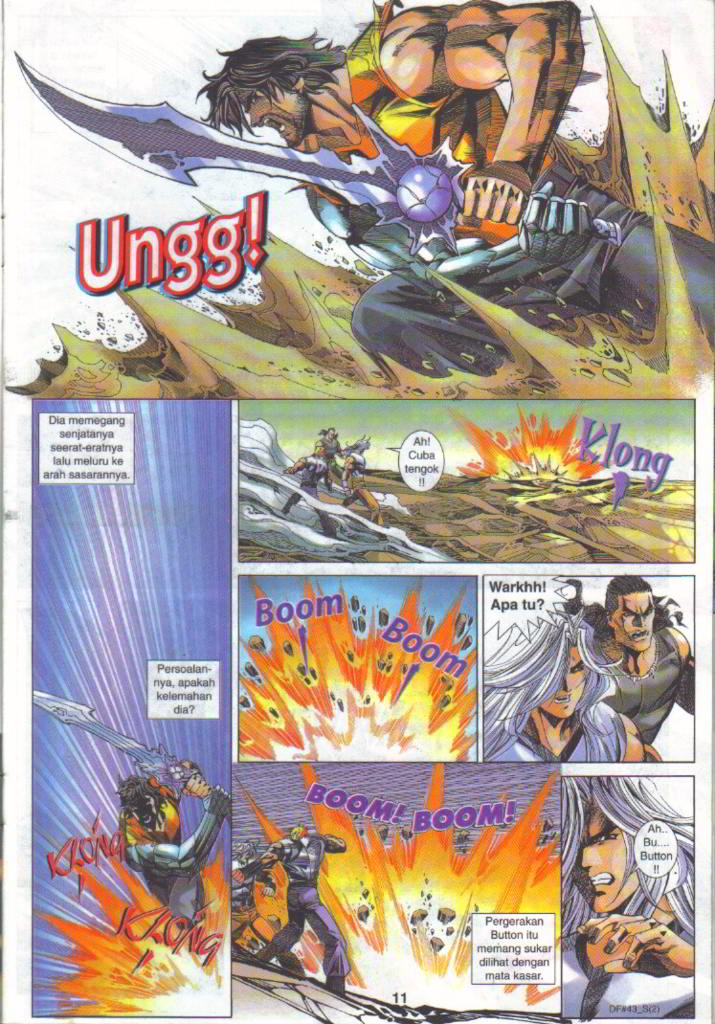 Ungg!
Dia memegang
senjatanya
seerat-eratnya
lalu meluru ke
arah sasarannya.
Ah!
Cuba
tengok
!!
Klong
!
Persoalan-
nya, apakah
kelemahan
dia?
KLONG
!
KLONG
!
Boom
!
Boom
!
Warkhh!
Apa tu?
BOOM! BOOM!
Pergerakan
Button itu
memang sukar
dilihat dengan
mata kasar.
Ah..
Bu....
Button
!!
11
DF#43_S(2)